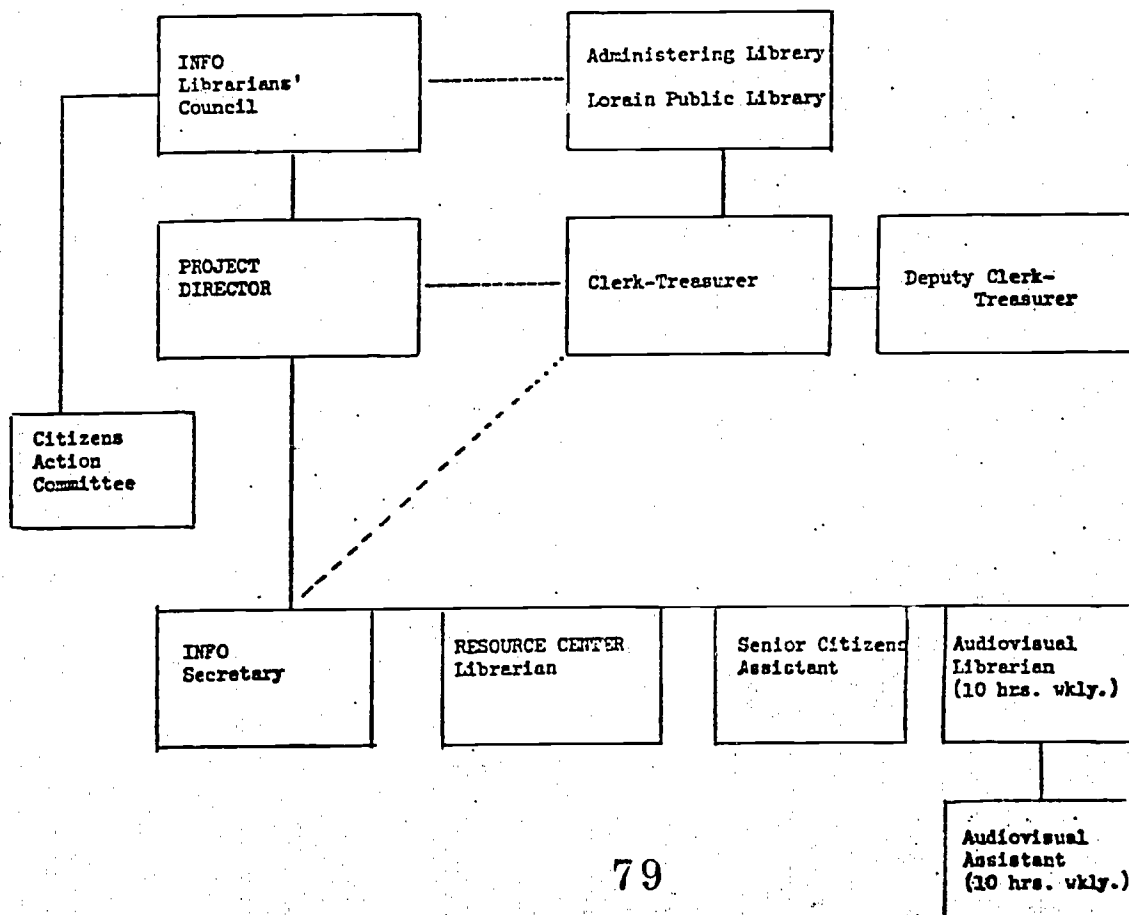 INFO
Librarians'
Council
Administering Library
Lorain Public Library
PROJECT
DIRECTOR
Clerk-Treasurer
Deputy Clerk-
Treasurer
Citizens
Action
Committee
INFO
Secretary
RESOURCE CENTER
Librarian
Senior Citizens
Assistant
Audiovisual
Librarian
(10 hrs. wkly.)
Audiovisual
Assistant
(10 hrs. wkly.)
79